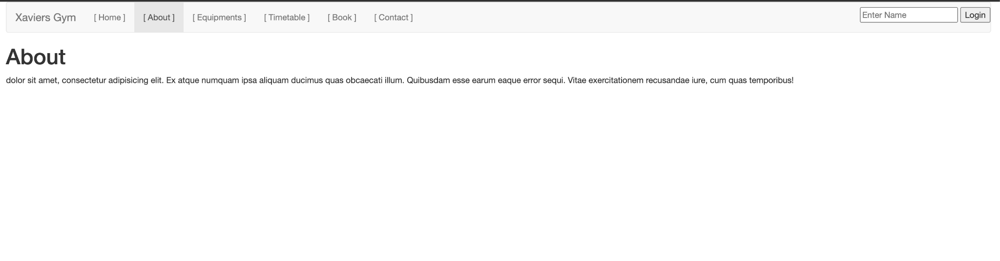 Xaviers Gym [ Home ] [ About ] [ Equipments ] [ Timetable ] [ Book ] [ Contact ] Enter Name Login
About
dolor sit amet, consectetur adipisicing elit. Ex atque numquam ipsa aliquam ducimus quas obcaecati illum. Quibusdam esse earum eaque error sequi. Vitae exercitationem recusandae iure, cum quas temporibus!